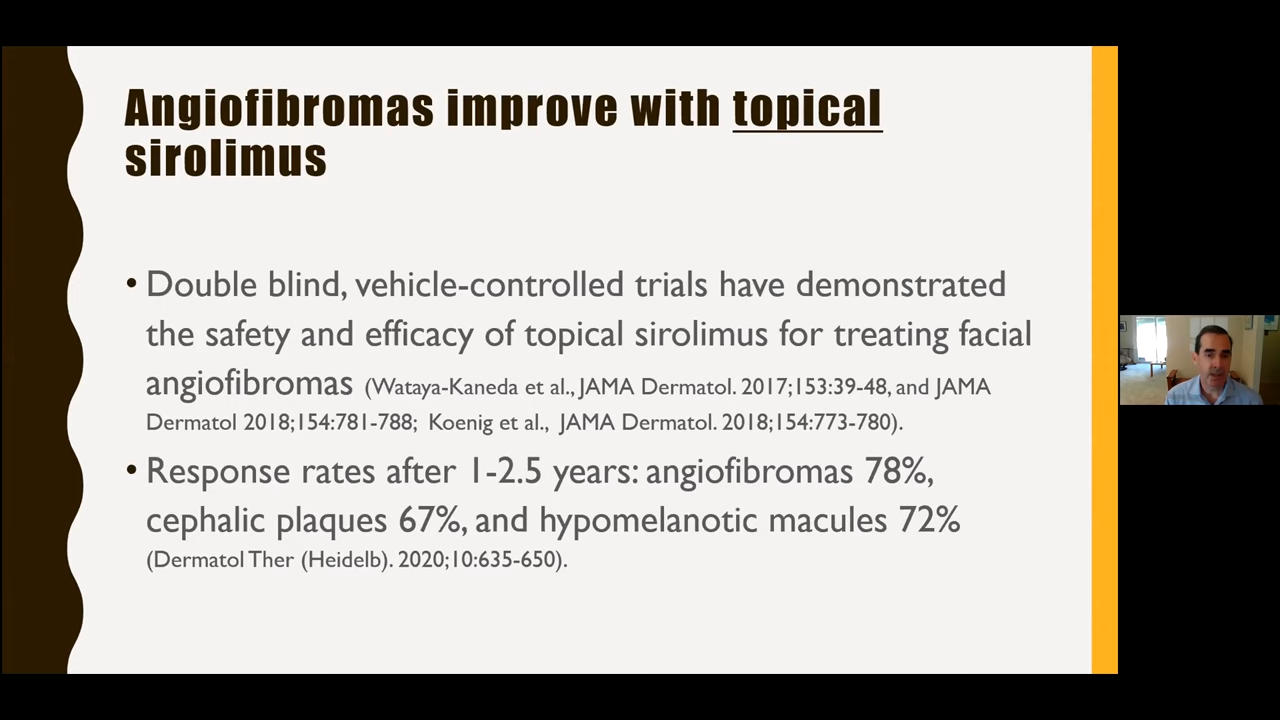 Angiofibromas improve with topical
sirolimus
• Double blind, vehicle-controlled trials have demonstrated
the safety and efficacy of topical sirolimus for treating facial
angiofibromas (Wataya-Kaneda et al., JAMA Dermatol. 2017;153:39-48, and JAMA
Dermatol 2018;154:781-788; Koenig et al., JAMA Dermatol. 2018;154:773-780).
• Response rates after 1-2.5 years: angiofibromas 78%,
cephalic plaques 67%, and hypomelanotic macules 72%
(Dermatol Ther (Heidelb). 2020;10:635-650).